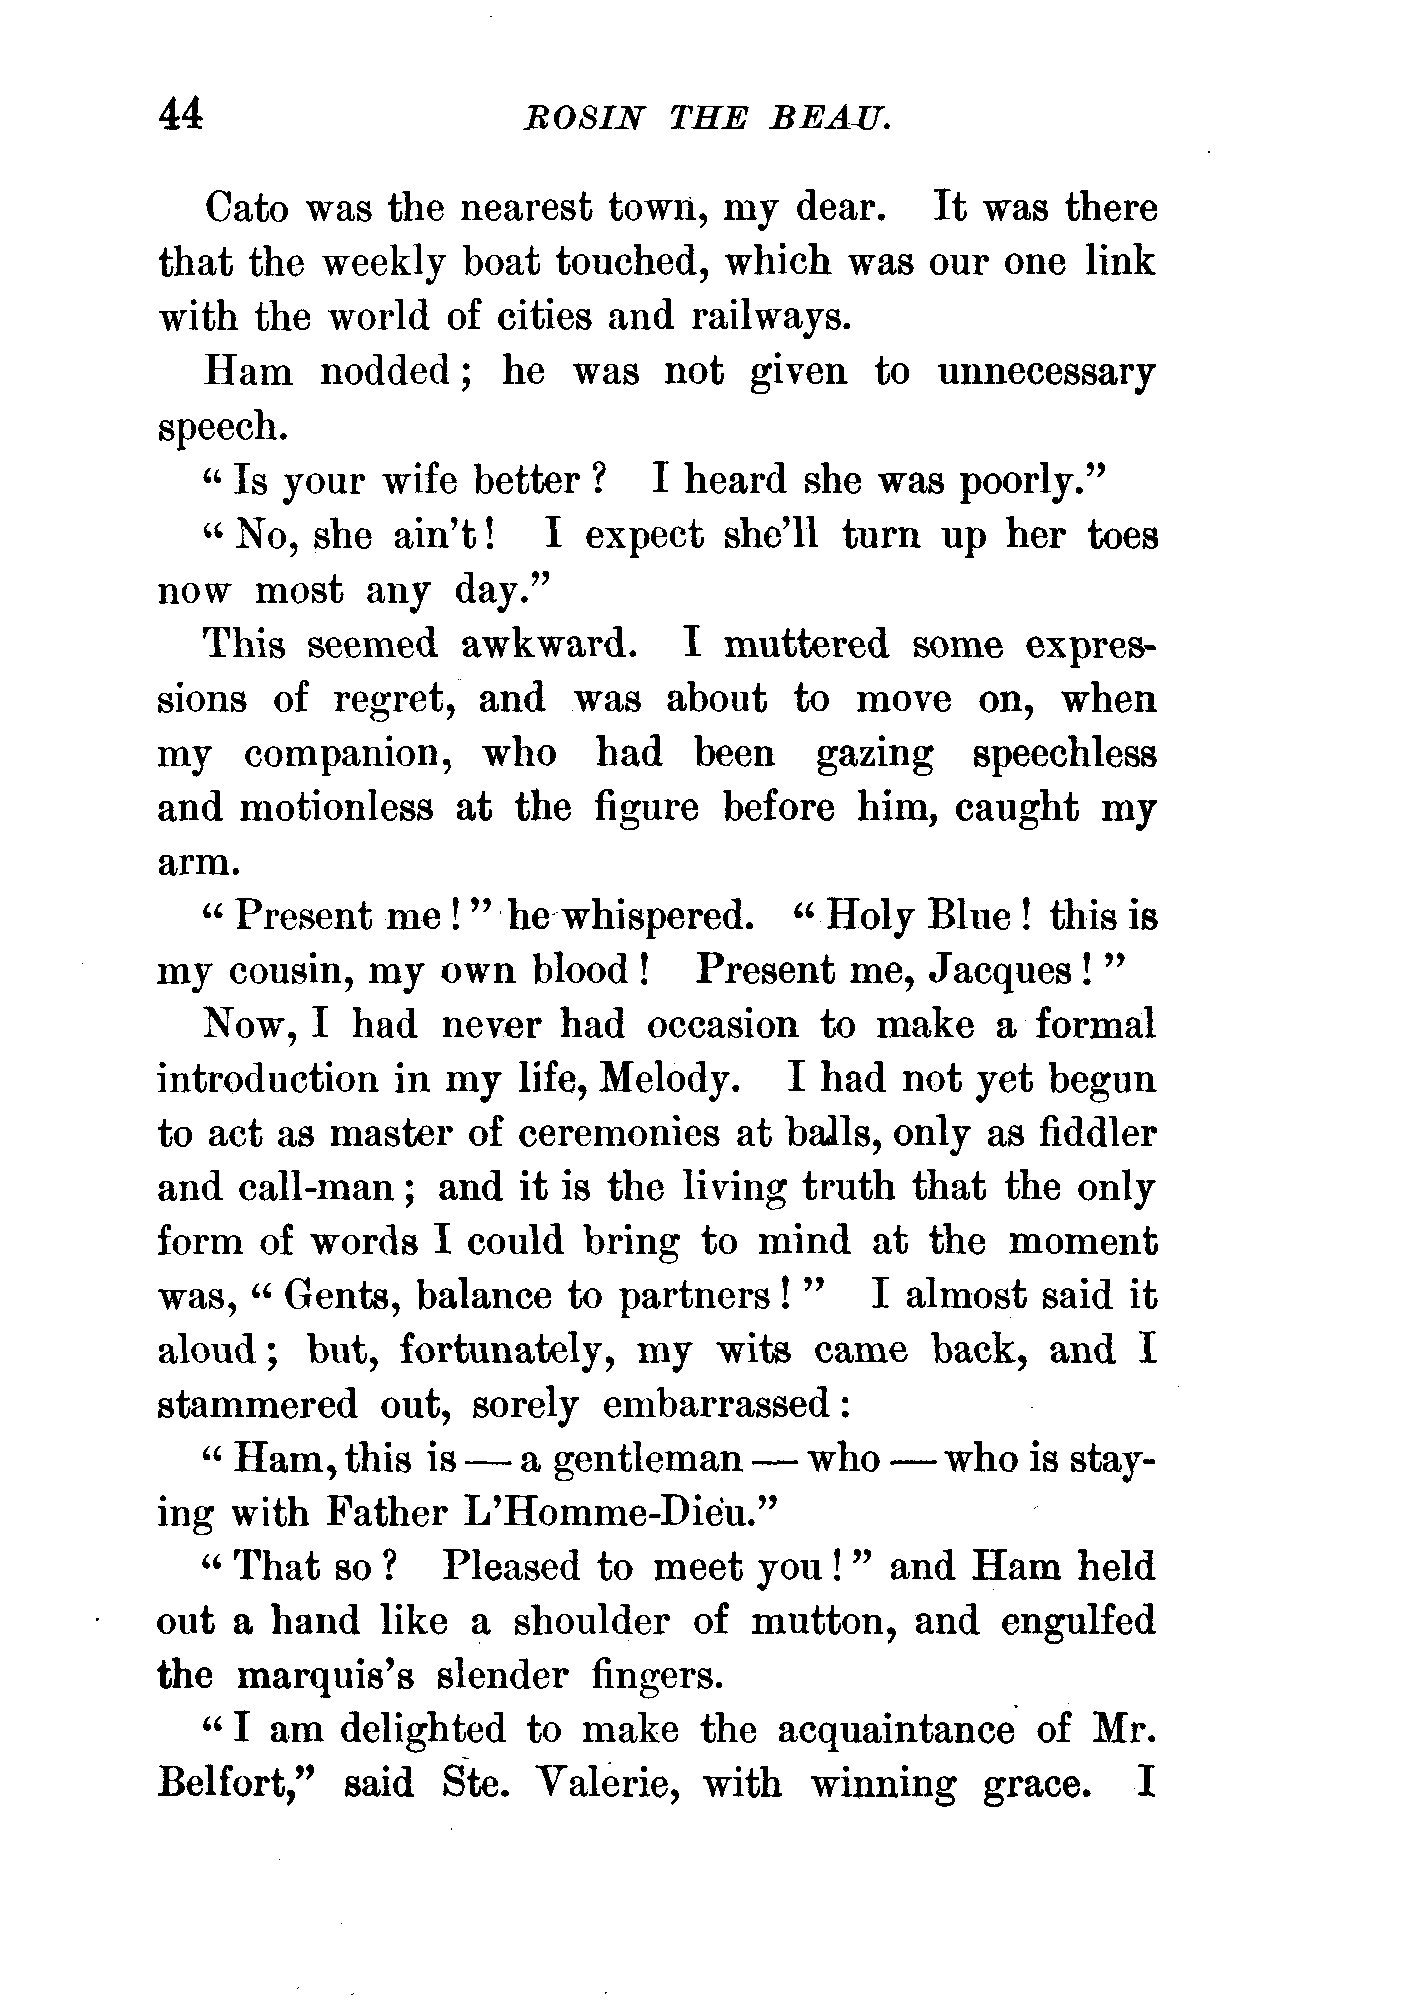 44 ROSIN THE BEAU.
Cato was the nearest town, my dear. It was there
that the weekly boat touched, which was our one link
with the world of cities and railways.
Ham nodded; he was not given to unnecessary
speech.
"Is your wife better? I heard she was poorly."
"No, she ain't! I expect she'll turn up her toes
now most any day."
This seemed awkward. I muttered some expres-
sions of regret, and was about to move on, when
my companion, who had been gazing speechless
and motionless at the figure before him, caught my
arm.
"Present me!" he whispered. "Holy Blue! this is
my cousin, my own blood! Present me, Jacques!"
Now, I had never had occasion to make a formal
introduction in my life, Melody. I had not yet begun
to act as master of ceremonies at balls, only as fiddler
and call-man; and it is the living truth that the only
form of words I could bring to mind at the moment
was, "Gents, balance to partners!" I almost said it
aloud; but, fortunately, my wits came back, and I
stammered out, sorely embarrassed:
"Ham, this is — a gentleman — who — who is stay-
ing with Father L'Homme-Dieu."
"That so? Pleased to meet you!" and Ham held
out a hand like a shoulder of mutton, and engulfed
the marquis's slender fingers.
"I am delighted to make the acquaintance of Mr.
Belfort," said Ste. Valerie, with winning grace. I